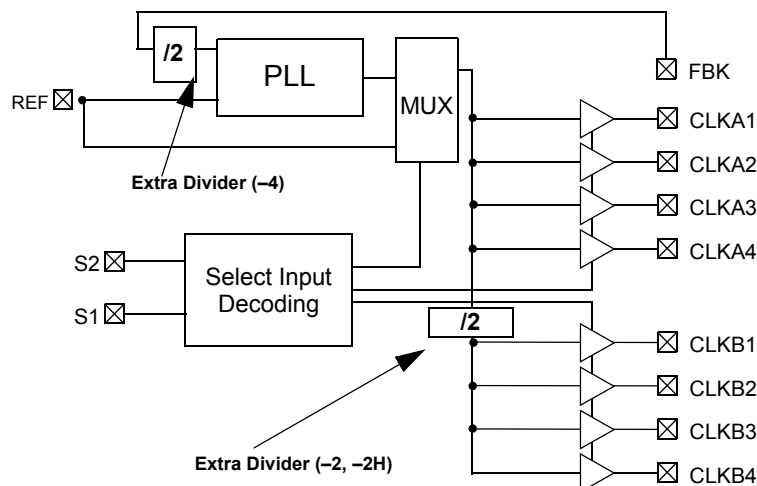 /2
PLL
MUX
FBK
REF
CLKA1
CLKA2
CLKA3
CLKA4
Extra Divider (–4)
S2
S1
Select Input
Decoding
/2
CLKB1
CLKB2
CLKB3
CLKB4
Extra Divider (–2, –2H)